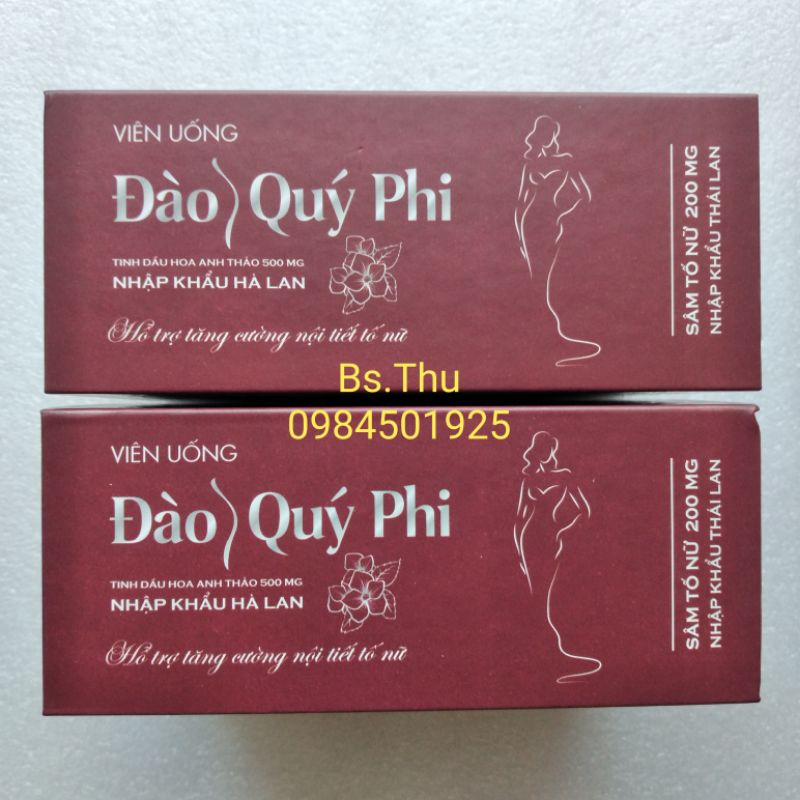 VIÊN UỐNG
Đào Quý Phi
TINH DẦU HOA ANH THẢO 500 MG
NHẬP KHẨU HÀ LAN
Hỗ trợ tăng cường nội tiết tố nữ
SÂM TỐ NỮ 200 MG
NHẬP KHẨU THÁI LAN
Bs.Thu
0984501925
VIÊN UỐNG
Đào Quý Phi
TINH DẦU HOA ANH THẢO 500 MG
NHẬP KHẨU HÀ LAN
Hỗ trợ tăng cường nội tiết tố nữ
SÂM TỐ NỮ 200 MG
NHẬP KHẨU THÁI LAN